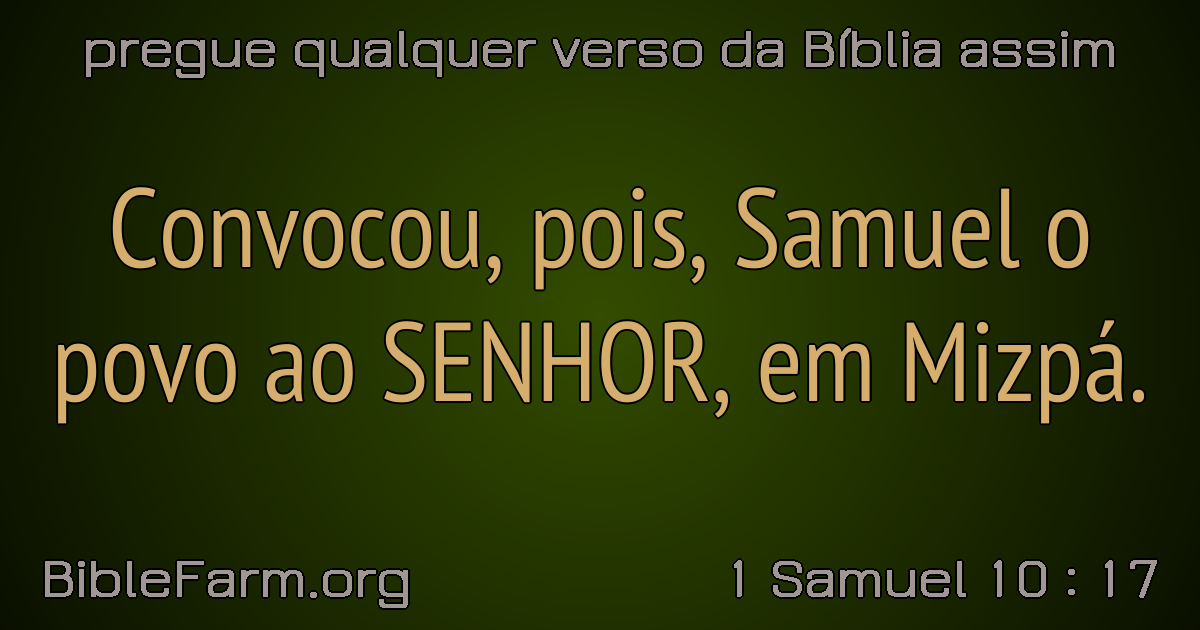 pregue qualquer verso da Bíblia assim
Convocou, pois, Samuel o
povo ao SENHOR, em Mizpá.
BibleFarm.org
1 Samuel 10 : 17